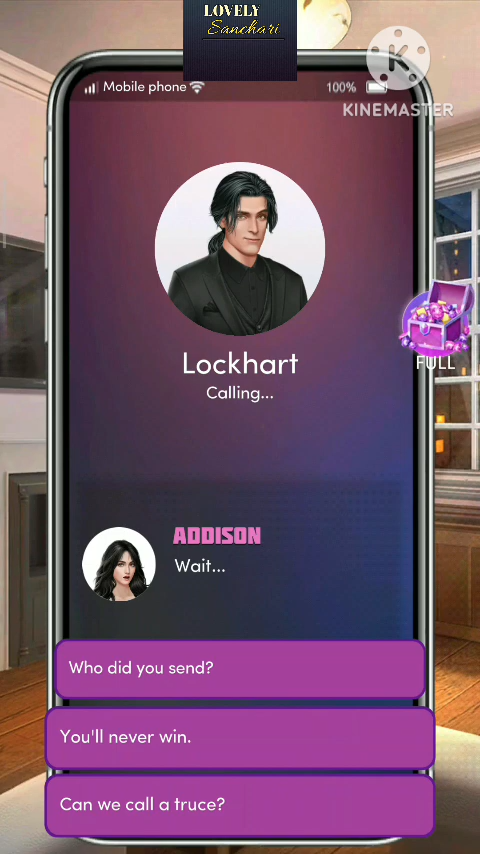 LOVELY
Sanchari
Mobile phone
100%
KINEMASTER
Lockhart
Calling...
FULL
ADDISON
Wait...
Who did you send?
You'll never win.
Can we call a truce?